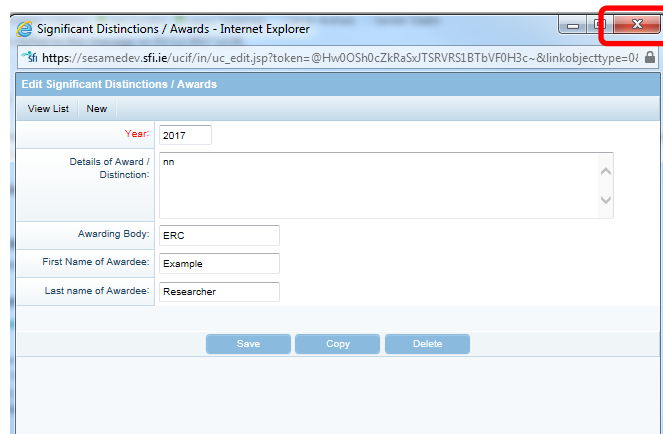 Significant Distinctions / Awards - Internet Explorer
Sfi https://sesamedev.sfi.ie/ucif/in/uc_edit.jsp?token=@Hw0OSh0cZkRaSxJTSRVRS1BTbVF0H3c~&linkobjecttype=0&
Edit Significant Distinctions / Awards
View List New
Year: 2017
Details of Award / nn
Distinction:
Awarding Body: ERC
First Name of Awardee: Example
Last name of Awardee: Researcher
Save Copy Delete